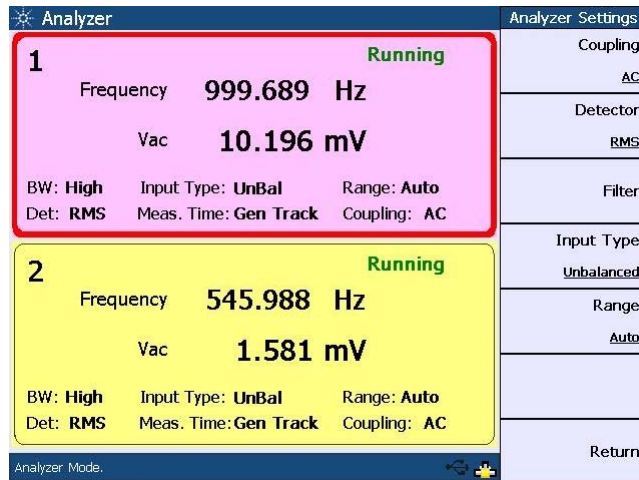 Analyzer
1
Running
Frequency 999.689 Hz
Vac 10.196 mV
BW: High Input Type: UnBal Range: Auto
Det: RMS Meas. Time: Gen Track Coupling: AC
2
Running
Frequency 545.988 Hz
Vac 1.581 mV
BW: High Input Type: UnBal Range: Auto
Det: RMS Meas. Time: Gen Track Coupling: AC
Analyzer Mode.
Analyzer Settings
Coupling
AC
Detector
RMS
Filter
Input Type
Unbalanced
Range
Auto
Return